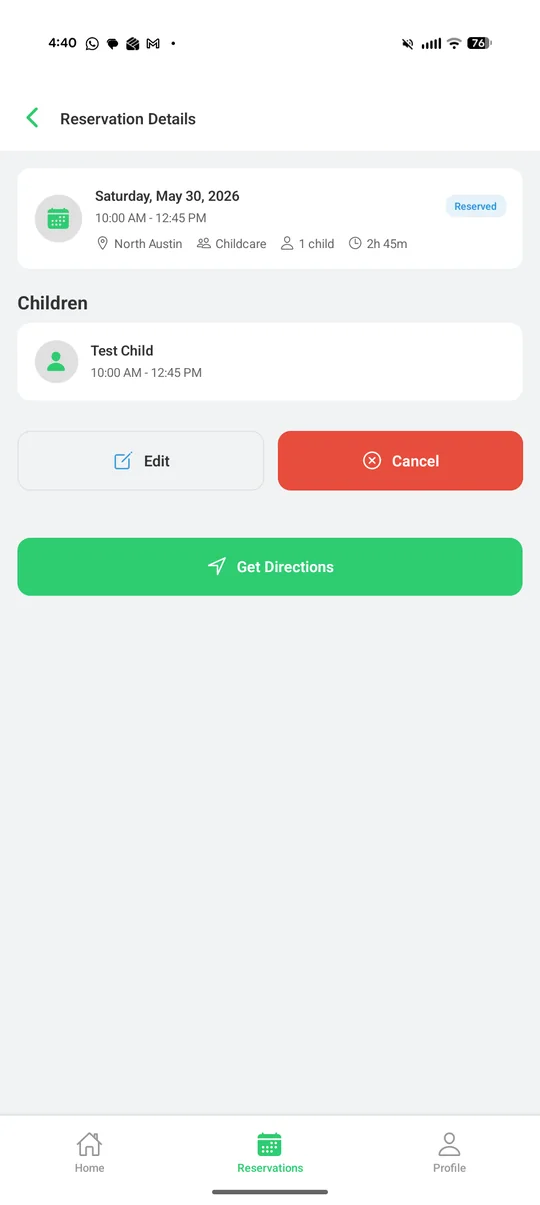 4:40
76
Reservation Details
Saturday, May 30, 2026
Reserved
10:00 AM - 12:45 PM
North Austin Childcare 1 child 2h 45m
Children
Test Child
10:00 AM - 12:45 PM
Edit
Cancel
Get Directions
Home
Reservations
Profile